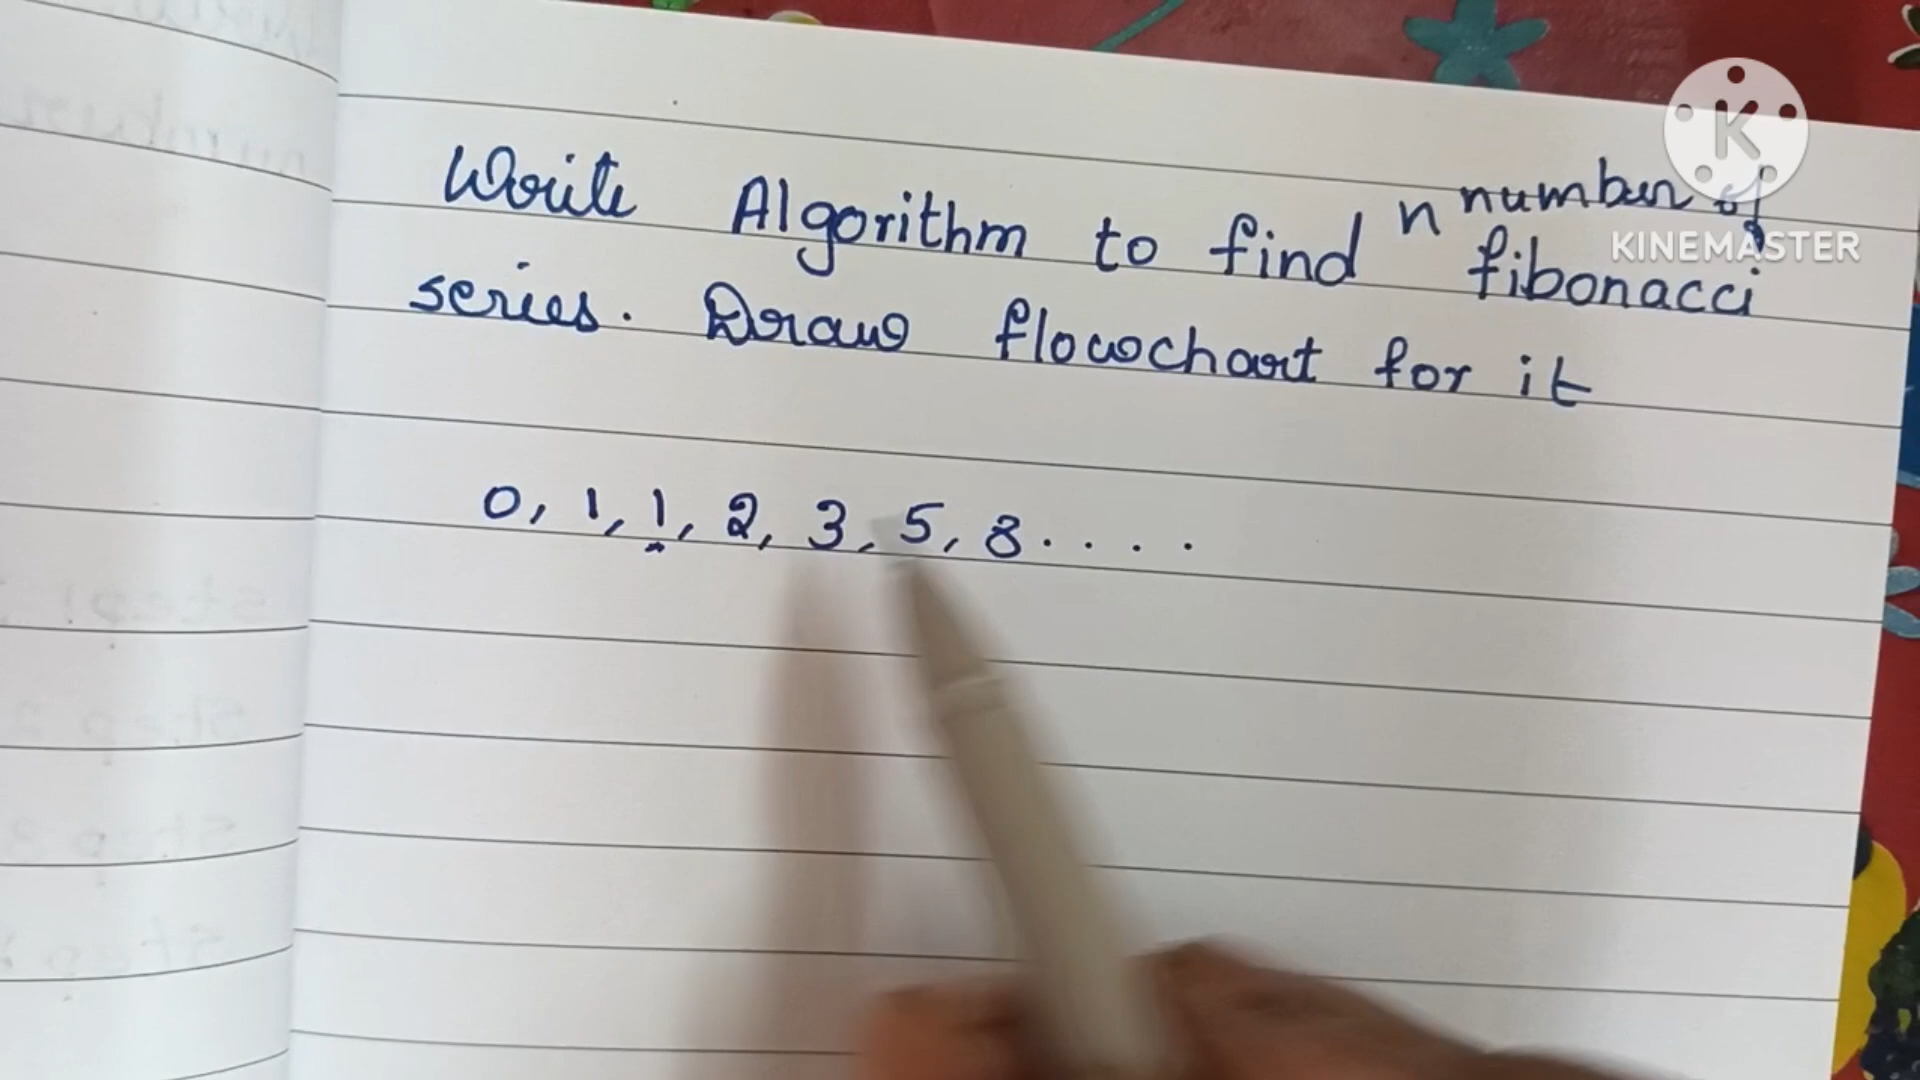 Write Algorithm to find n number of
fibonacci
series. Draw flowchart for it
0, 1, 1, 2, 3, 5, 8....
K
KINEMASTER